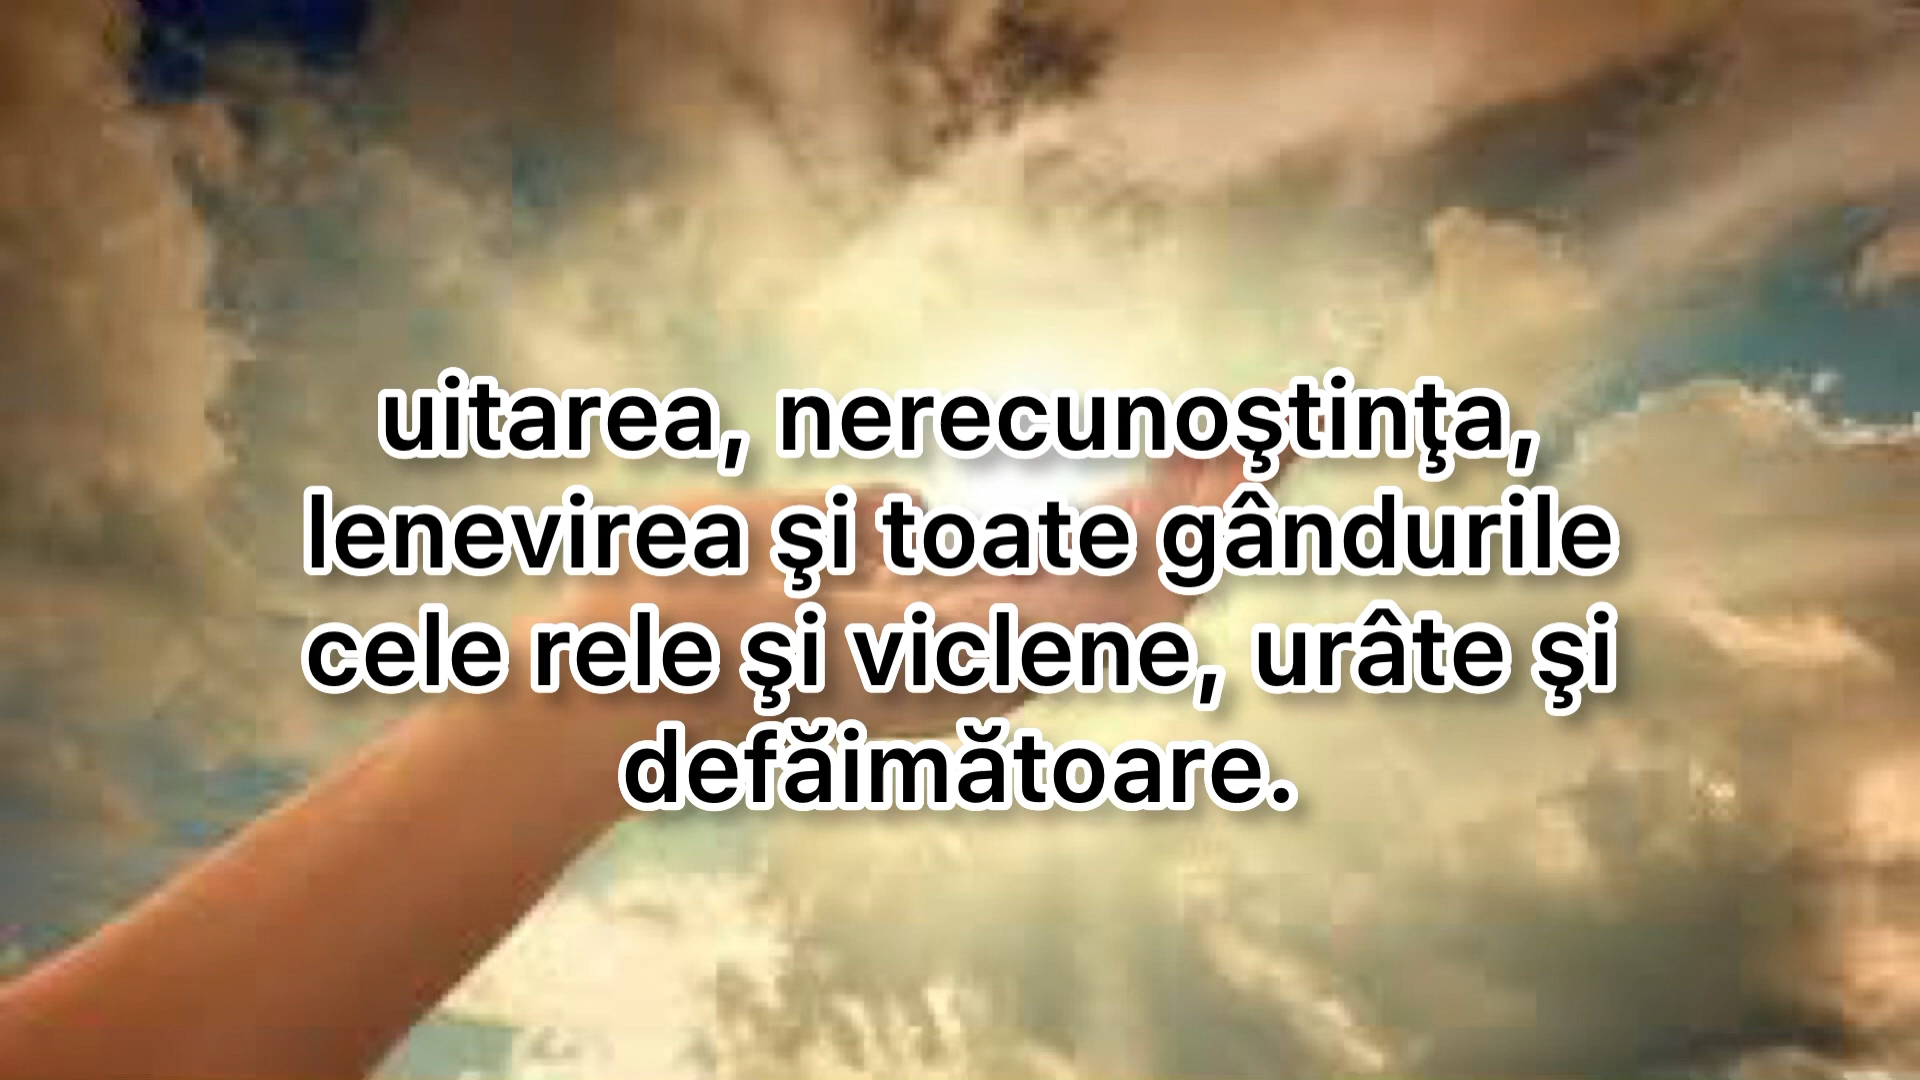 uitarea, nerecunoştinţa,
lenevirea şi toate gândurile
cele rele şi viclene, urâte şi
defăimătoare.